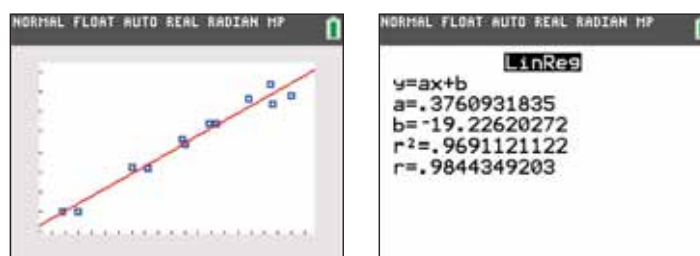 NORMAL FLOAT AUTO REAL RADIAN MP
NORMAL FLOAT AUTO REAL RADIAN MP
LinReg
y=ax+b
a=.3760931835
b=-19.22620272
r²=.9691121122
r=.9844349203